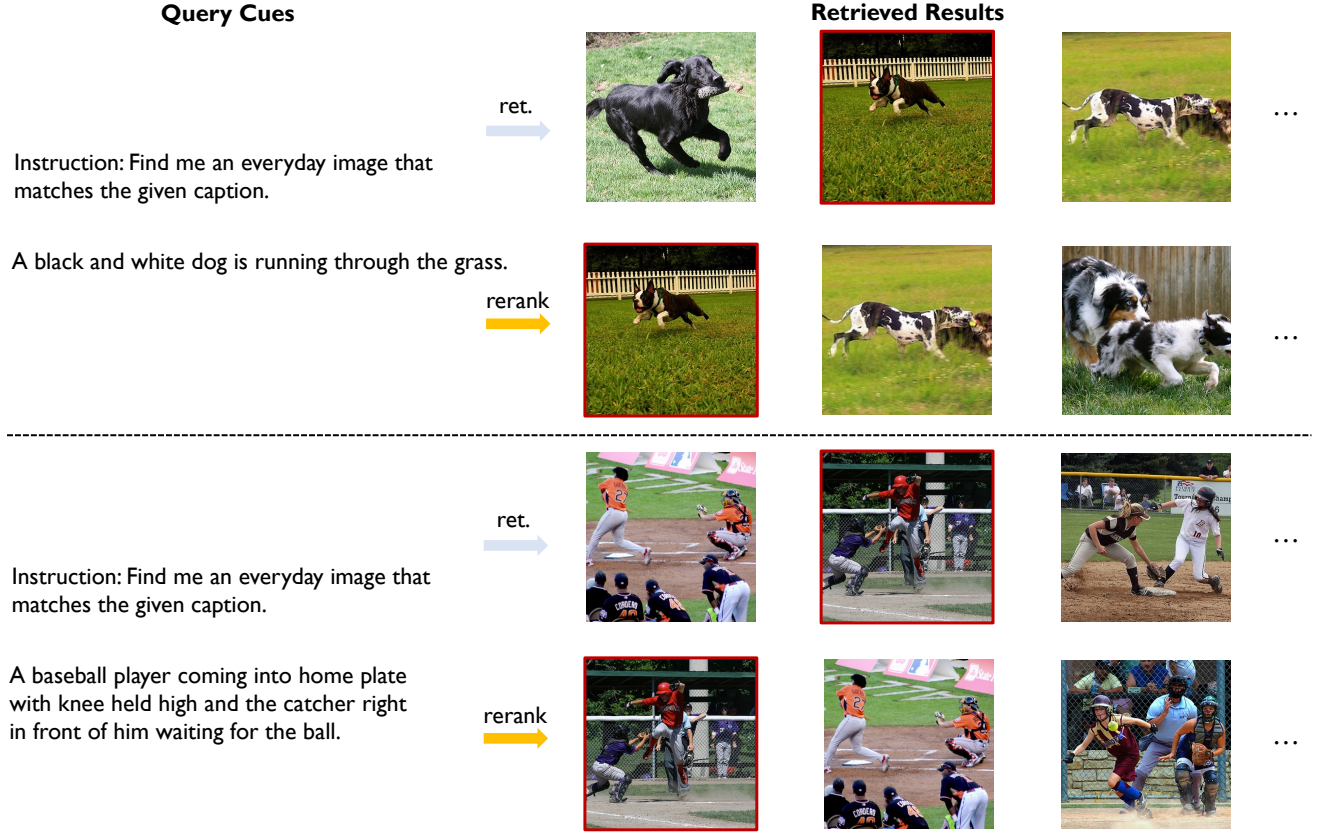 Query Cues
Retrieved Results
ret.
...
Instruction: Find me an everyday image that
matches the given caption.
A black and white dog is running through the grass.
rerank
...
ret.
...
Instruction: Find me an everyday image that
matches the given caption.
A baseball player coming into home plate
with knee held high and the catcher right
in front of him waiting for the ball.
rerank
...